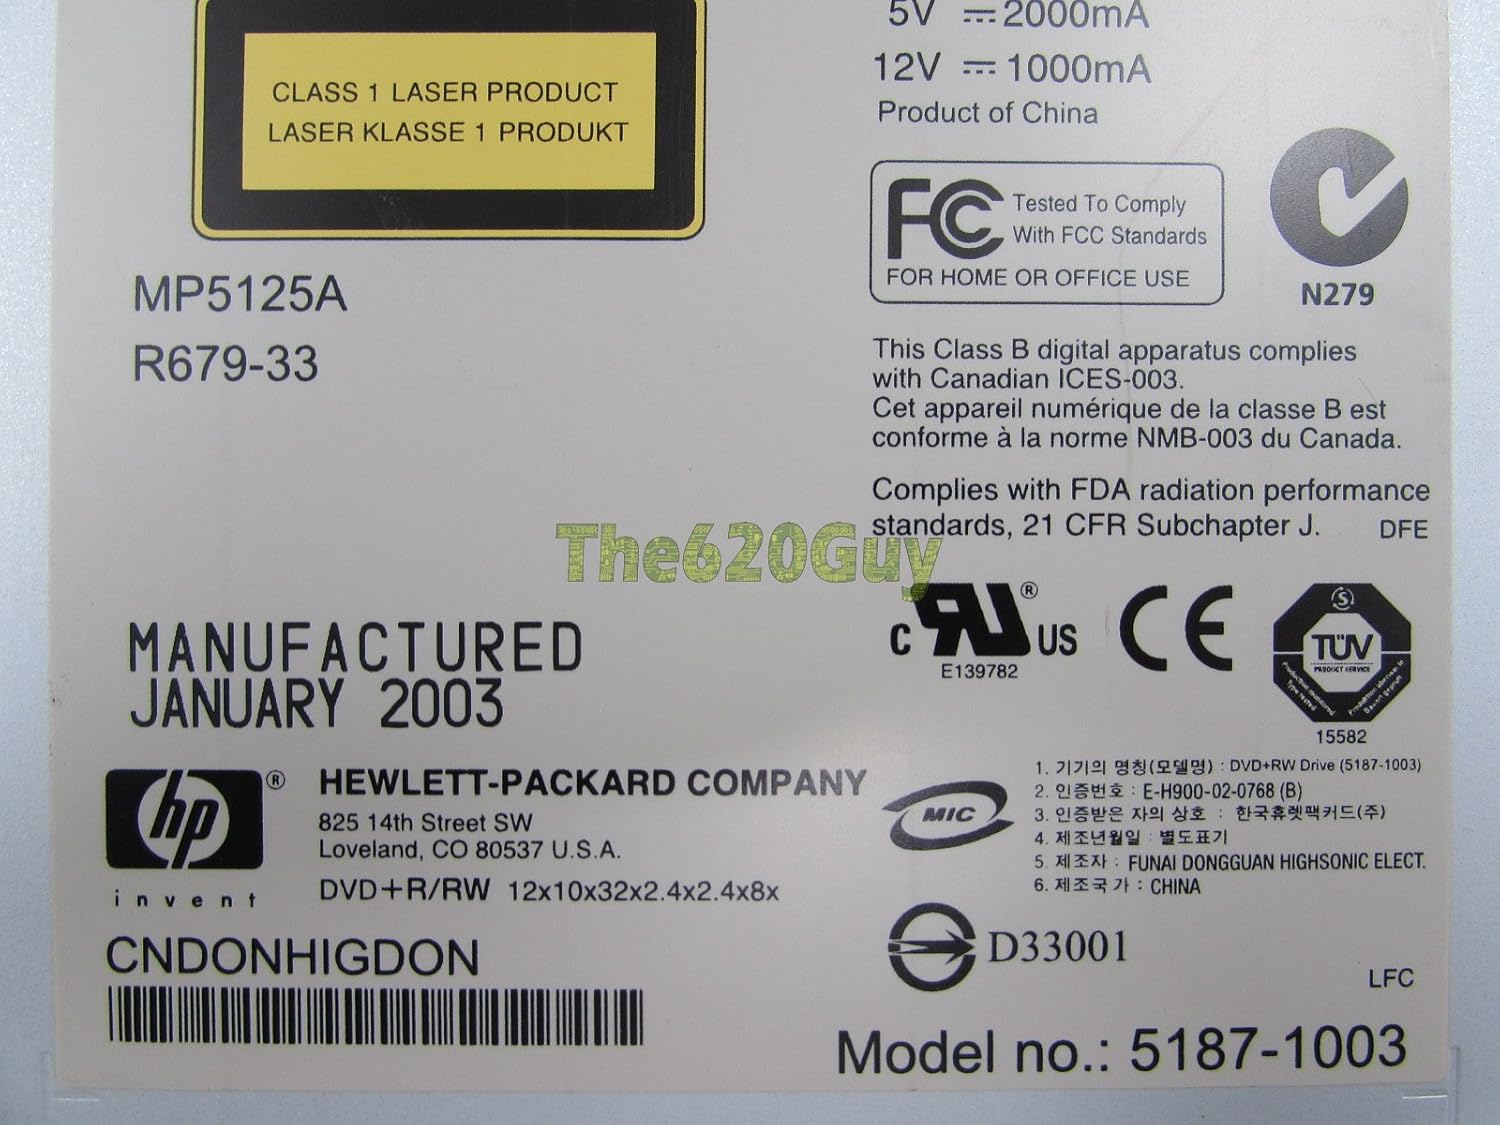 CLASS 1 LASER PRODUCT
LASER KLASSE 1 PRODUKT
5V ⎓2000mA
12V ⎓1000mA
Product of China
FC Tested To Comply
With FCC Standards
FOR HOME OR OFFICE USE
N279
MP5125A
R679-33
This Class B digital apparatus complies
with Canadian ICES-003.
Cet appareil numérique de la classe B est
conforme à la norme NMB-003 du Canada.
Complies with FDA radiation performance
standards, 21 CFR Subchapter J. DFE
The620Guy
C RU® US
E139782
CE
S
TÜV
PRODUCT SERVICE
15582
MANUFACTURED
JANUARY 2003
hp®
invent
HEWLETT-PACKARD COMPANY
825 14th Street SW
Loveland, CO 80537 U.S.A.
DVD+R/RW 12x10x32x2.4x2.4x8x
CNDONHIGDON
MIC
1. 기기의 명칭(모델명) : DVD+RW Drive (5187-1003)
2. 인증번호 : E-H900-02-0768 (B)
3. 인증받은 자의 상호 : 한국휴렛팩커드(주)
4. 제조년월일 : 별도표기
5. 제조자 : FUNAI DONGGUAN HIGHSONIC ELECT.
6. 제조국가 : CHINA
D33001
LFC
Model no.: 5187-1003